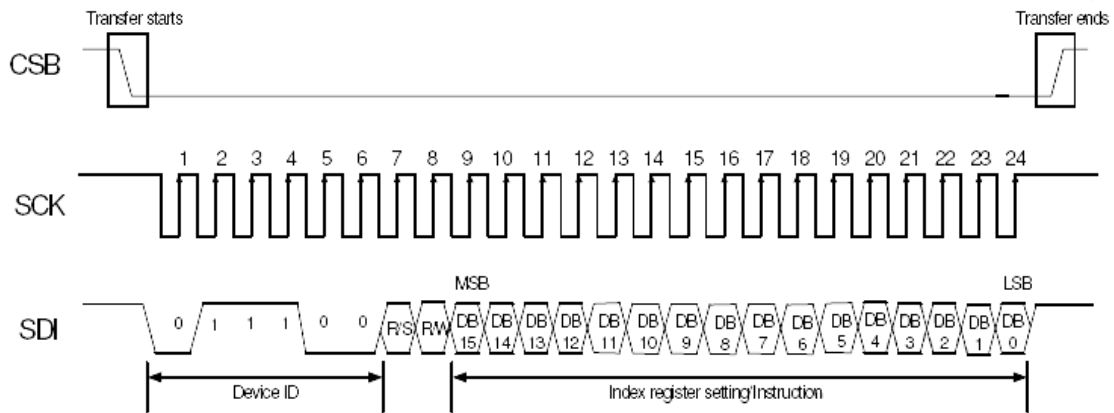 Transfer starts
Transfer ends
CSB
1 2 3 4 5 6 7 8 9 10 11 12 13 14 15 16 17 18 19 20 21 22 23 24
SCK
MSB
LSB
SDI
0 1 1 1 0 0 R/S R/W DB DB DB DB DB DB DB DB DB DB DB DB DB DB DB DB
15 14 13 12 11 10 9 8 7 6 5 4 3 2 1 0
Device ID
Index register setting/Instruction